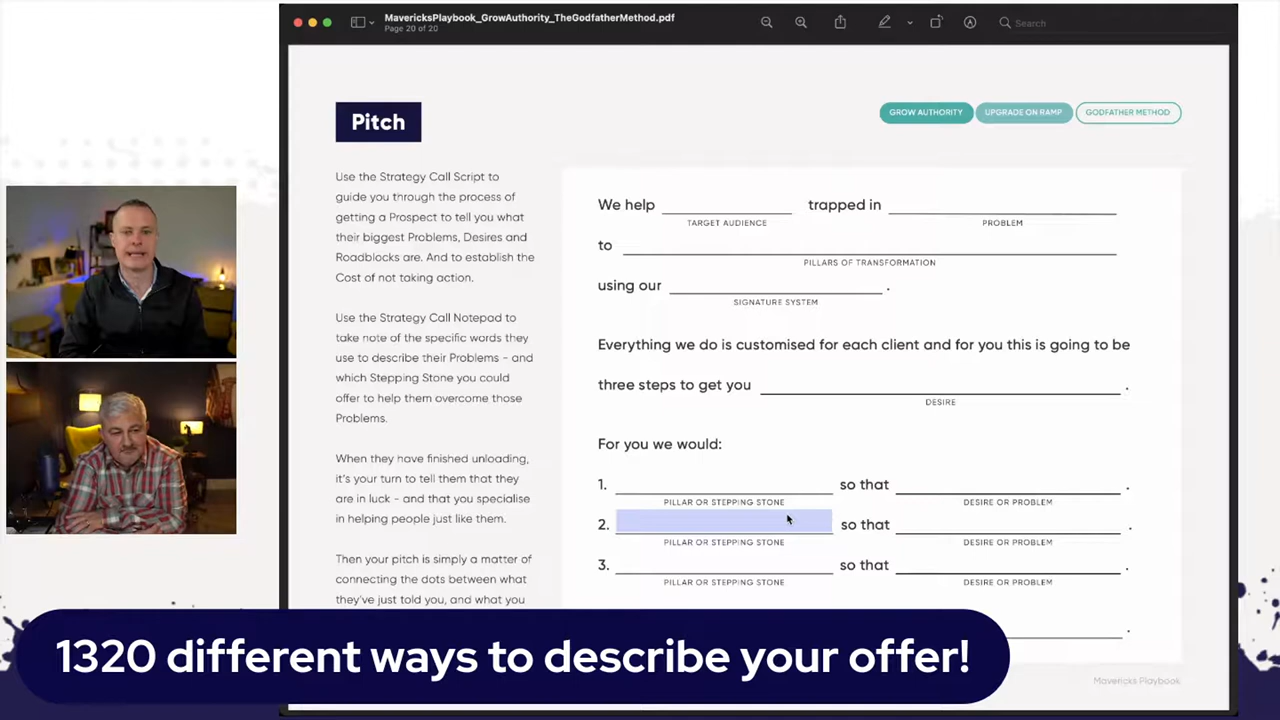 MavericksPlaybook_GrowAuthority_TheGodfatherMethod.pdf
Page 20 of 20
Search
Pitch
GROW AUTHORITY
UPGRADE ON RAMP
GODFATHER METHOD
Use the Strategy Call Script to
guide you through the process of
getting a Prospect to tell you what
their biggest Problems, Desires and
Roadblocks are. And to establish the
Cost of not taking action.
Use the Strategy Call Notepad to
take note of the specific words they
use to describe their Problems - and
which Stepping Stone you could
offer to help them overcome those
Problems.
When they have finished unloading,
it's your turn to tell them that they
are in luck - and that you specialise
in helping people just like them.
Then your pitch is simply a matter of
connecting the dots between what
they've just told you, and what you
We help trapped in
TARGET AUDIENCE PROBLEM
to
PILLARS OF TRANSFORMATION
using our .
SIGNATURE SYSTEM
Everything we do is customised for each client and for you this is going to be
three steps to get you .
DESIRE
For you we would:
1. so that .
PILLAR OR STEPPING STONE DESIRE OR PROBLEM
2. so that .
PILLAR OR STEPPING STONE DESIRE OR PROBLEM
3. so that .
PILLAR OR STEPPING STONE DESIRE OR PROBLEM
.
Mavericks Playbook
1320 different ways to describe your offer!